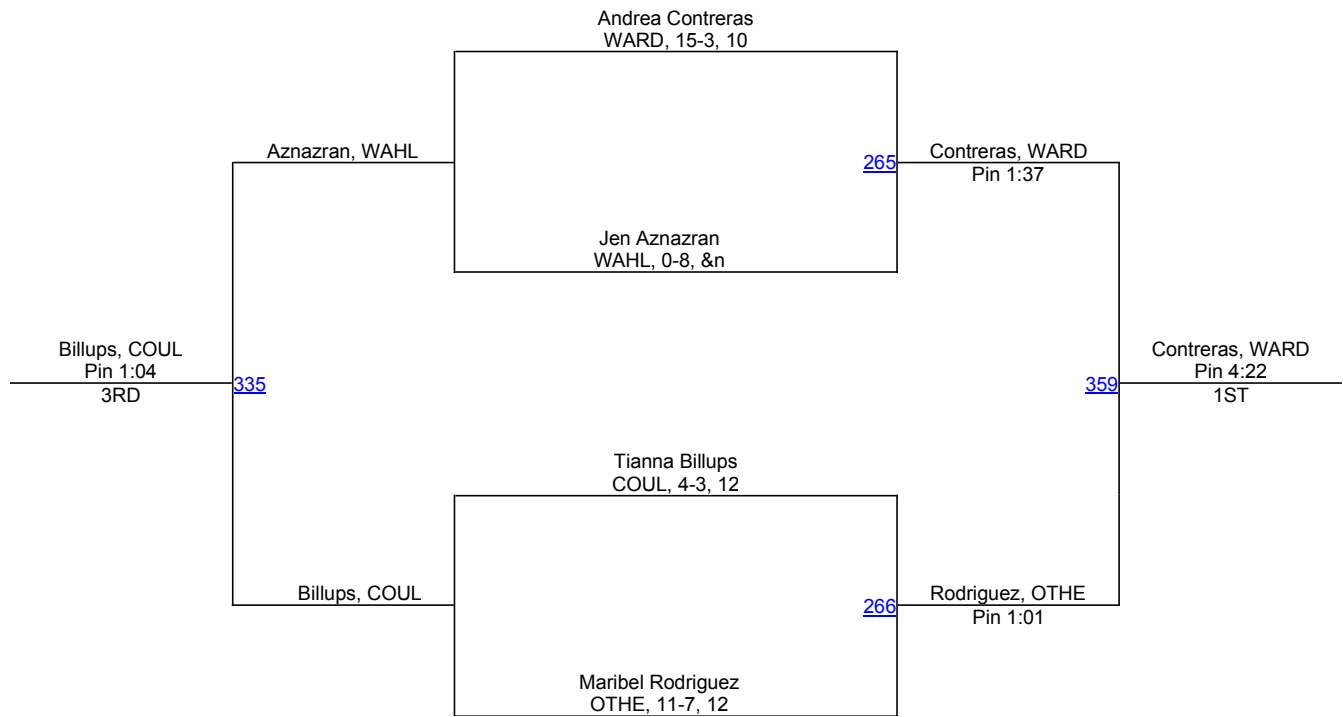 Andrea Contreras
WARD, 15-3, 10
Aznazran, WAHL
265
Contreras, WARD
Pin 1:37
Jen Aznazran
WAHL, 0-8, &n
Billups, COUL
Pin 1:04
3RD
335
359
Contreras, WARD
Pin 4:22
1ST
Tianna Billups
COUL, 4-3, 12
Billups, COUL
266
Rodriguez, OTHE
Pin 1:01
Maribel Rodriguez
OTHE, 11-7, 12